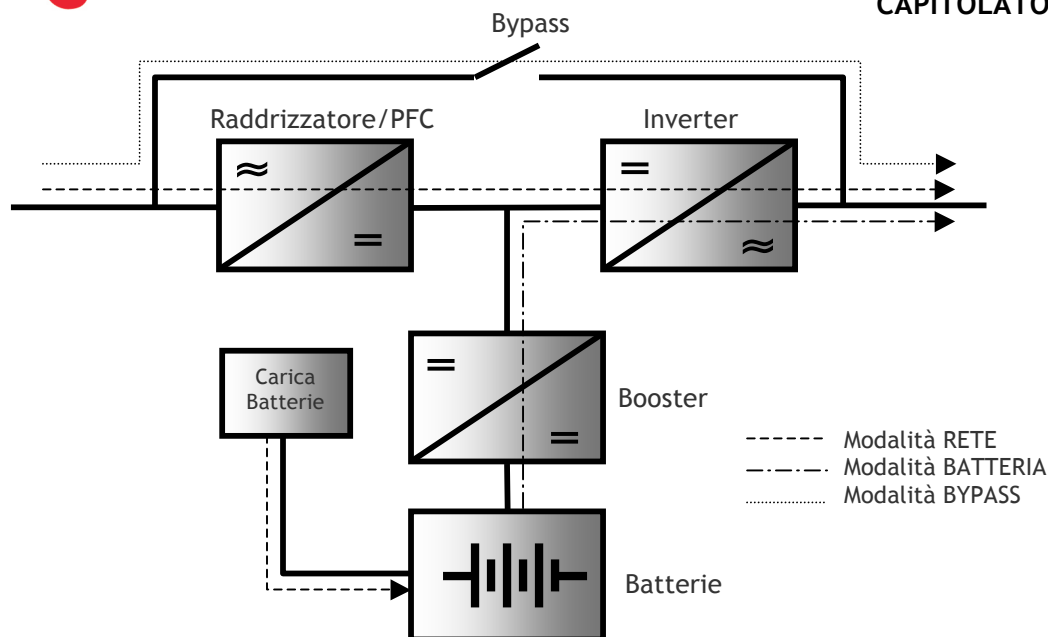 CAPITOLATO
Bypass
Raddrizzatore/PFC
Inverter
Carica
Batterie
Booster
Modalità RETE
Modalità BATTERIA
Modalità BYPASS
Batterie